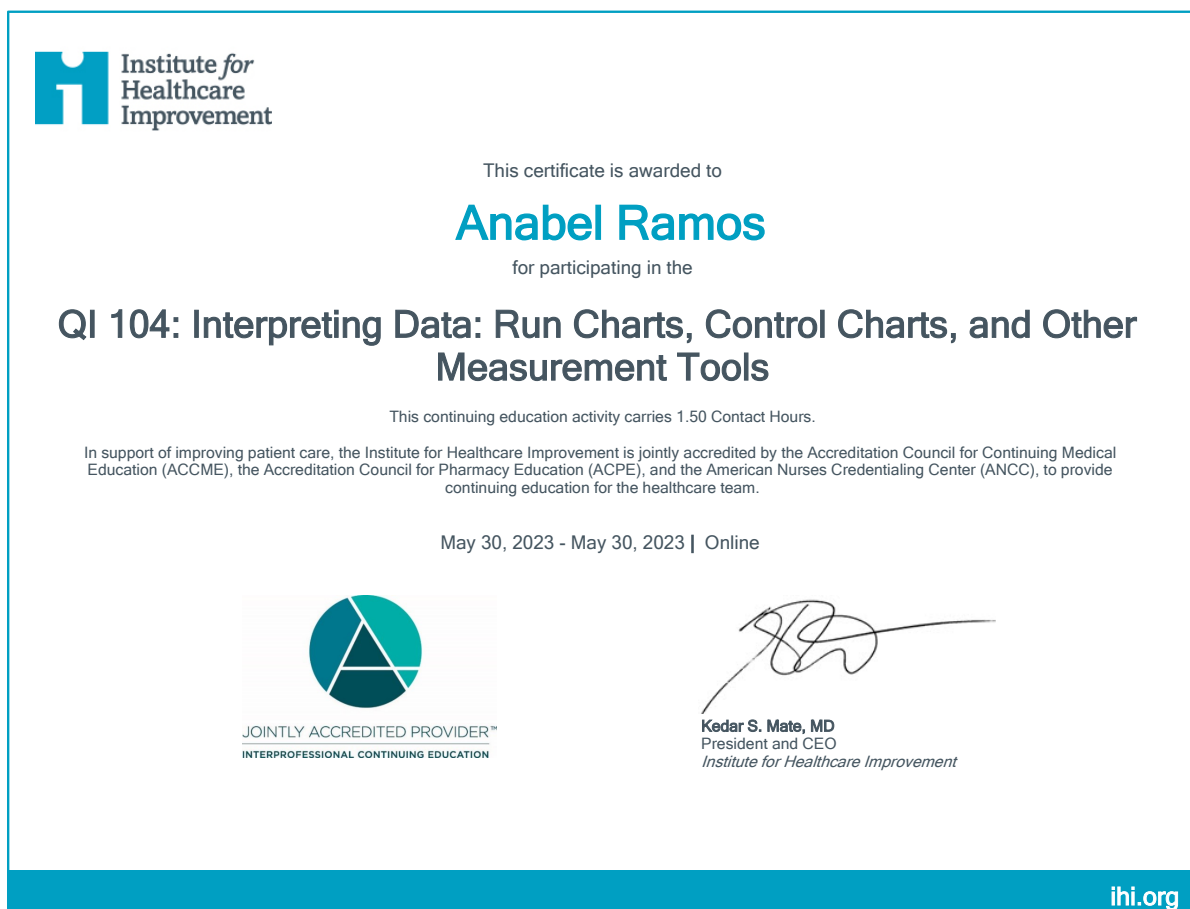 Institute for
Healthcare
Improvement
This certificate is awarded to
Anabel Ramos
for participating in the
QI 104: Interpreting Data: Run Charts, Control Charts, and Other
Measurement Tools
This continuing education activity carries 1.50 Contact Hours.
In support of improving patient care, the Institute for Healthcare Improvement is jointly accredited by the Accreditation Council for Continuing Medical
Education (ACCME), the Accreditation Council for Pharmacy Education (ACPE), and the American Nurses Credentialing Center (ANCC), to provide
continuing education for the healthcare team.
May 30, 2023 - May 30, 2023 | Online
JOINTLY ACCREDITED PROVIDER™
INTERPROFESSIONAL CONTINUING EDUCATION
Kedar S. Mate, MD
President and CEO
Institute for Healthcare Improvement
ihi.org